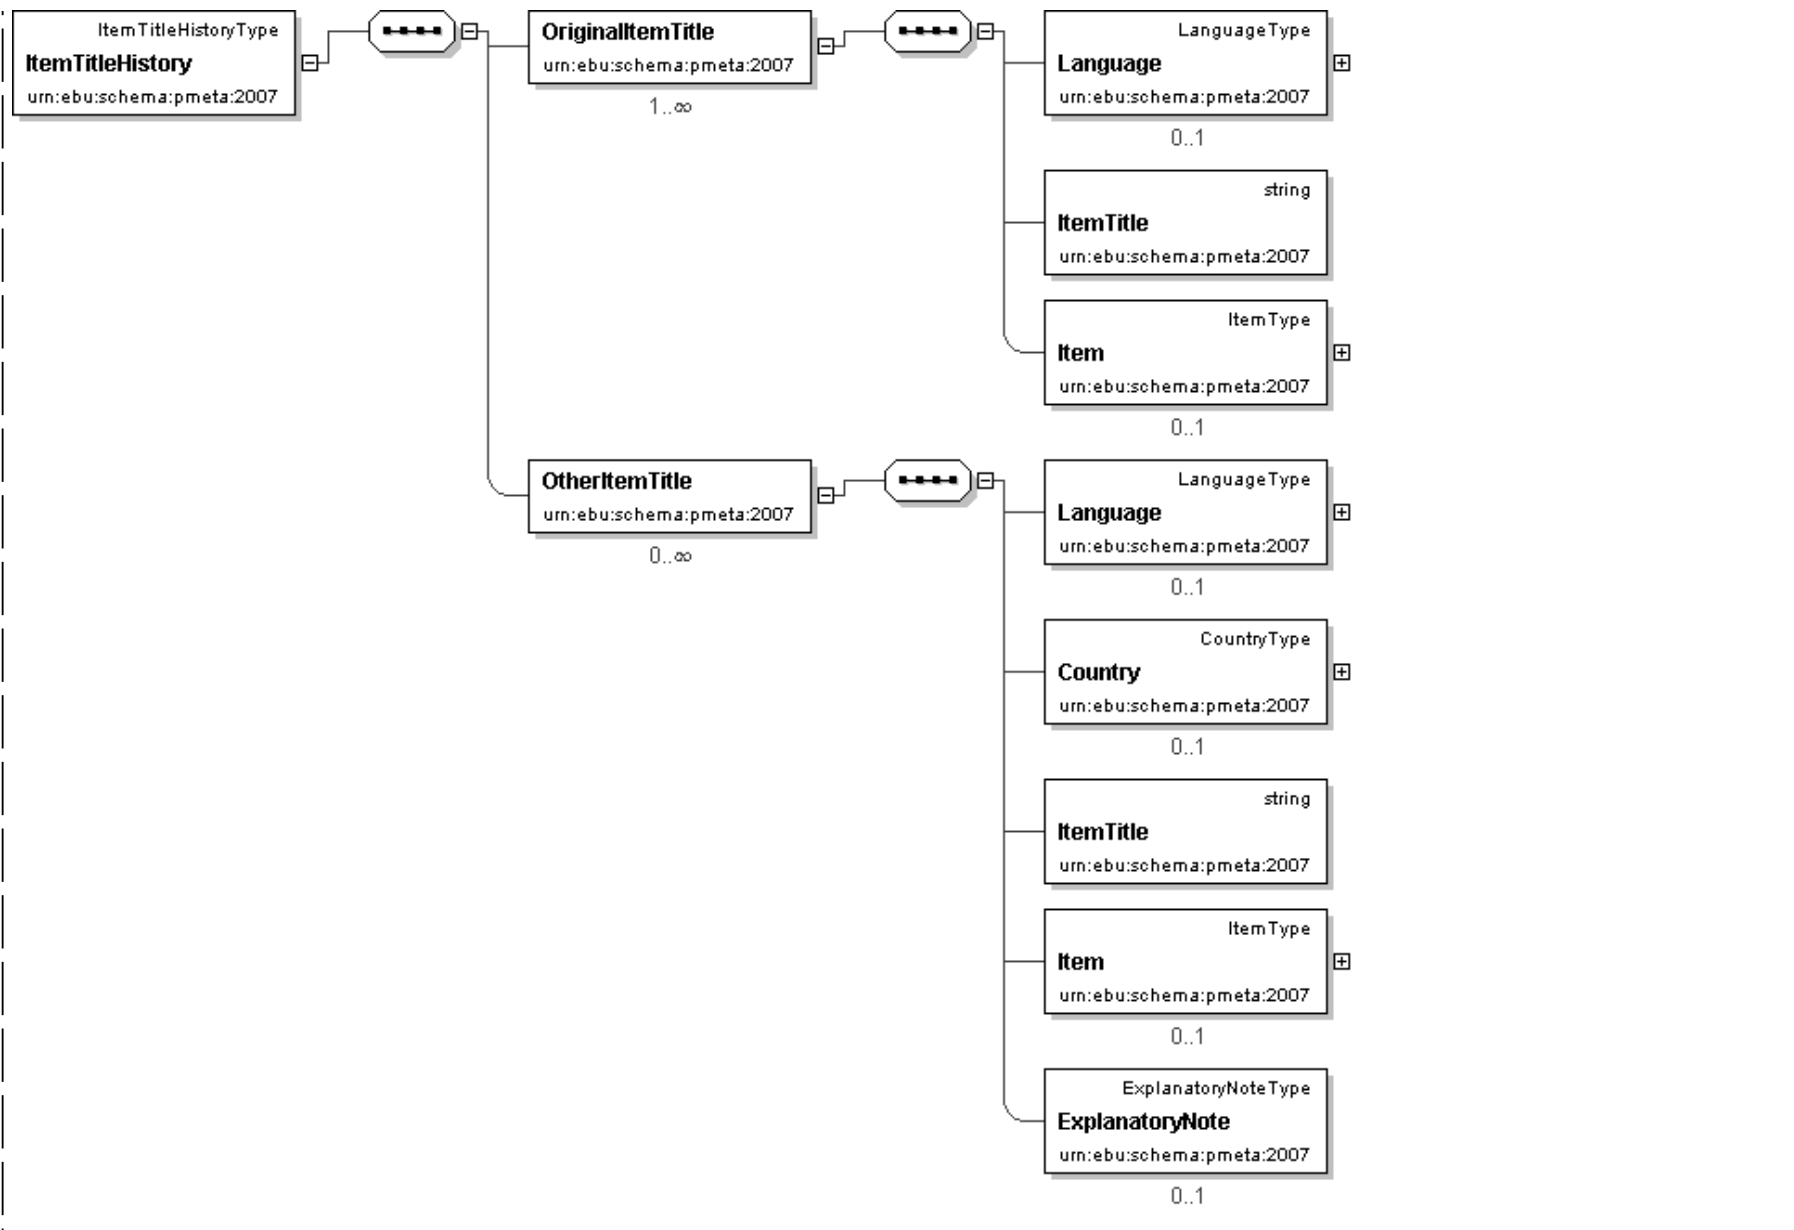 ItemTitleHistoryType
ItemTitleHistory
urn:ebu:schema:pmeta:2007
OriginalItemTitle
urn:ebu:schema:pmeta:2007
1..∞
LanguageType
Language
urn:ebu:schema:pmeta:2007
0..1
string
ItemTitle
urn:ebu:schema:pmeta:2007
ItemType
Item
urn:ebu:schema:pmeta:2007
0..1
OtherItemTitle
urn:ebu:schema:pmeta:2007
0..∞
LanguageType
Language
urn:ebu:schema:pmeta:2007
0..1
CountryType
Country
urn:ebu:schema:pmeta:2007
0..1
string
ItemTitle
urn:ebu:schema:pmeta:2007
ItemType
Item
urn:ebu:schema:pmeta:2007
0..1
ExplanatoryNoteType
ExplanatoryNote
urn:ebu:schema:pmeta:2007
0..1